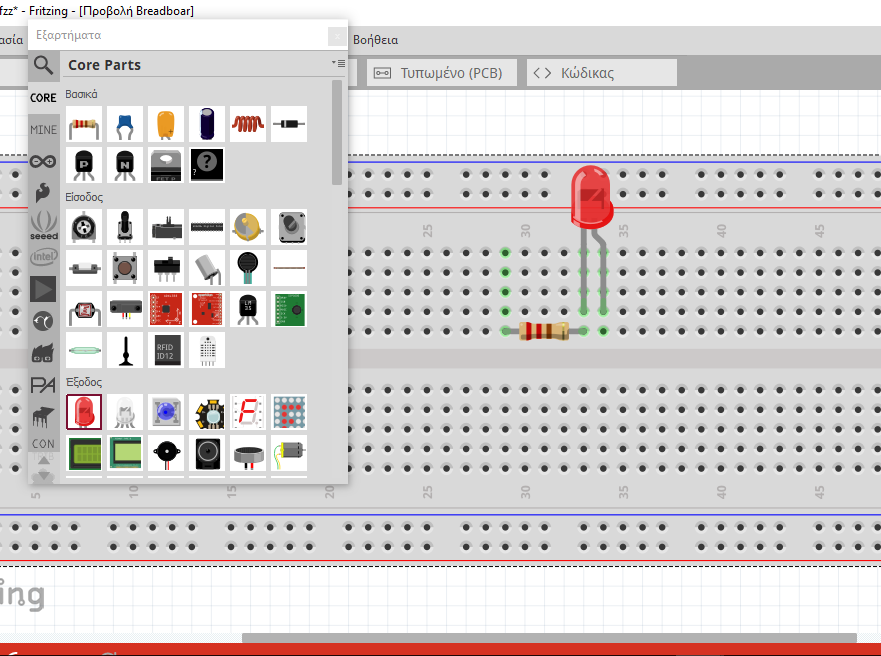 fzz* - Fritzing - [Προβολή Breadboar]
ασία
Βοήθεια
Εξαρτήματα
Core Parts
Τυπωμένο (PCB)
<> Κώδικας
CORE
MINE
seeed
intel
PA
CON
Βασικά
P
N
?
?
Είσοδος
LM
35
RFID
ID12
Έξοδος
25
30
35
40
45
5
10
15
20
25
30
35
40
45
ing